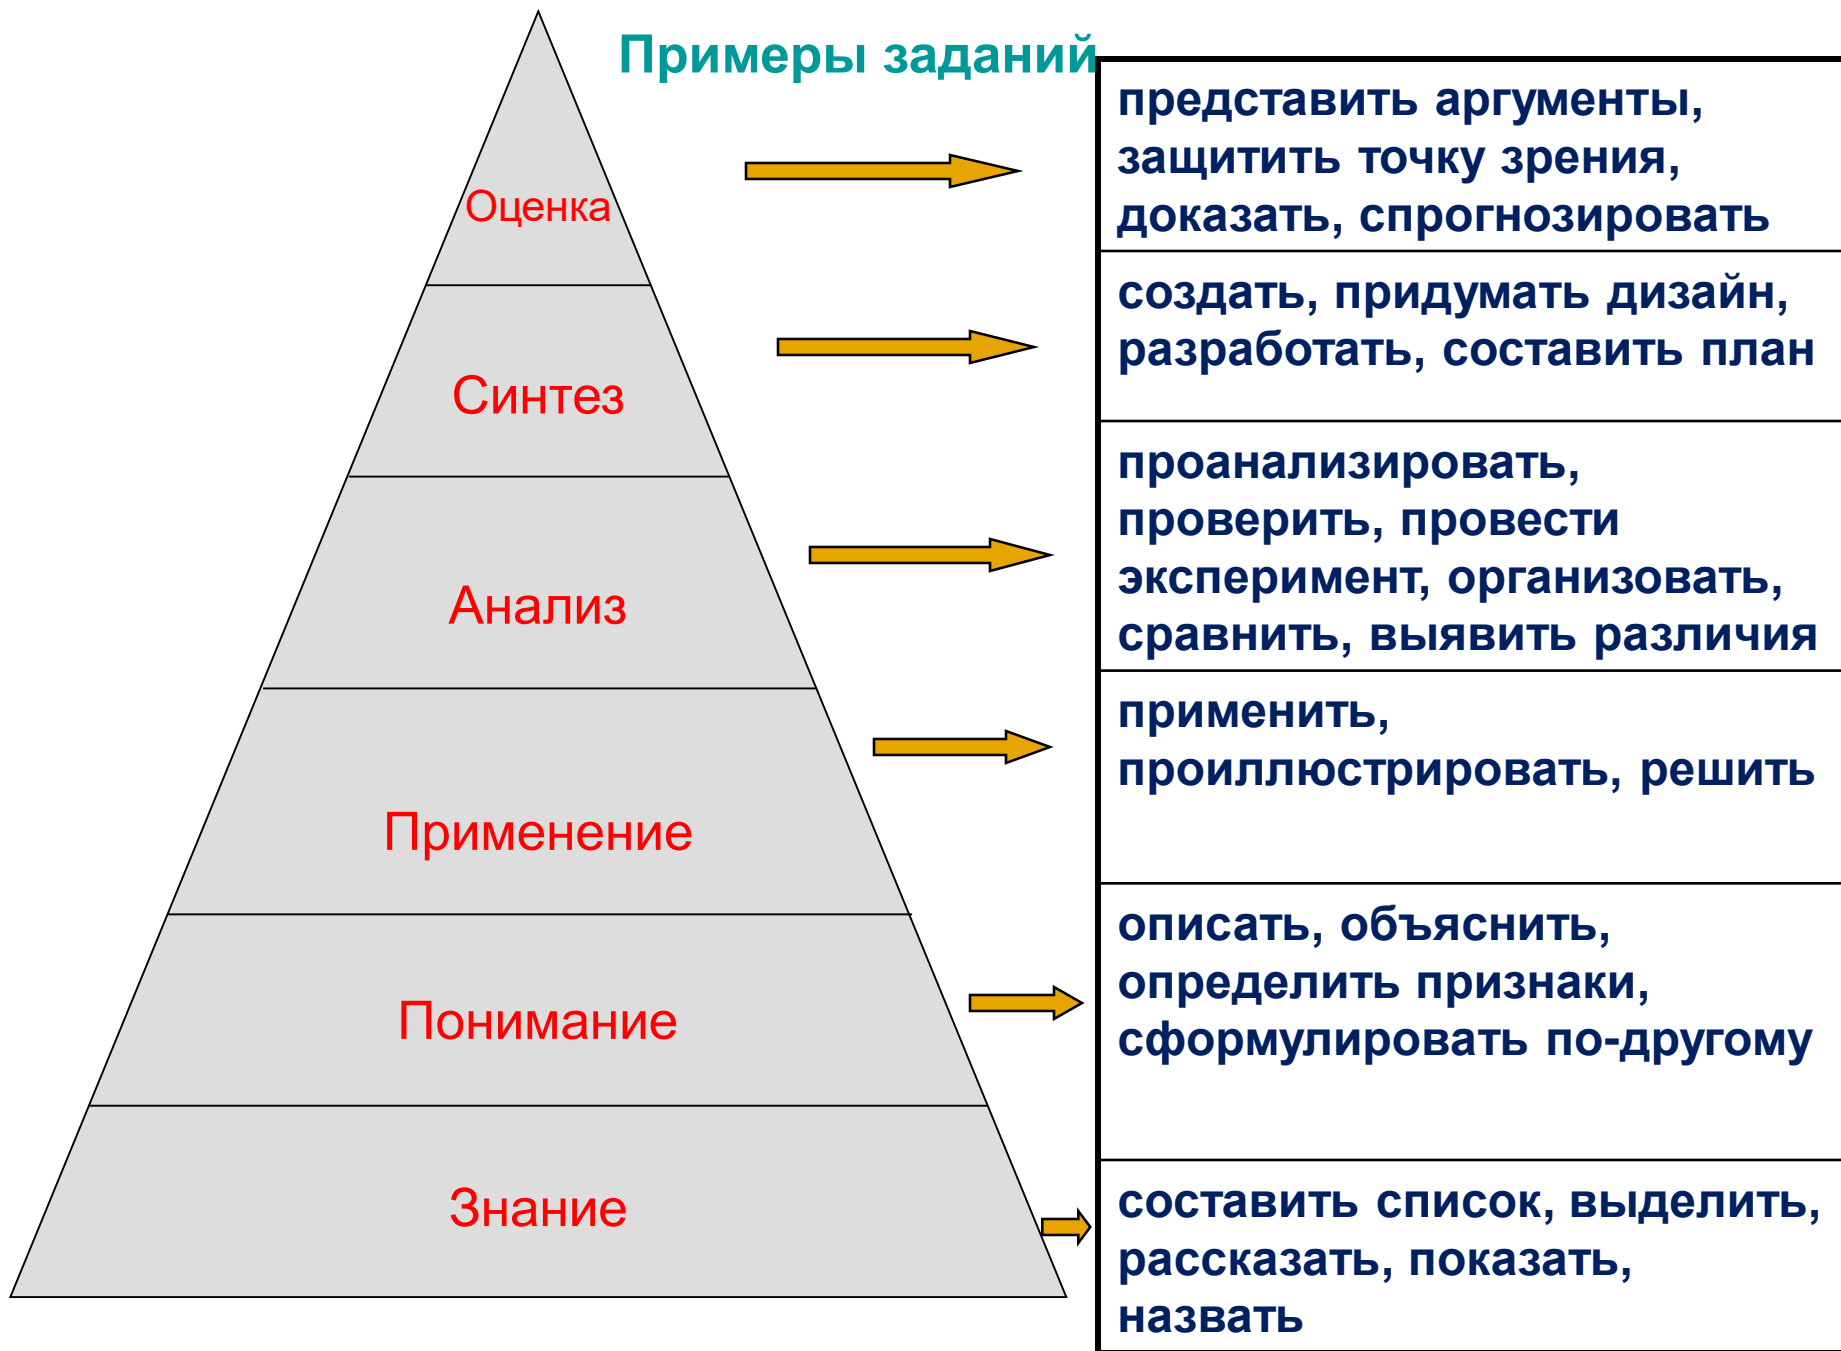 Примеры заданий
Оценка
представить аргументы,
защитить точку зрения,
доказать, спрогнозировать
Синтез
создать, придумать дизайн,
разработать, составить план
Анализ
проанализировать,
проверить, провести
эксперимент, организовать,
сравнить, выявить различия
Применение
применить,
проиллюстрировать, решить
Понимание
описать, объяснить,
определить признаки,
сформулировать по-другому
Знание
составить список, выделить,
рассказать, показать,
назвать